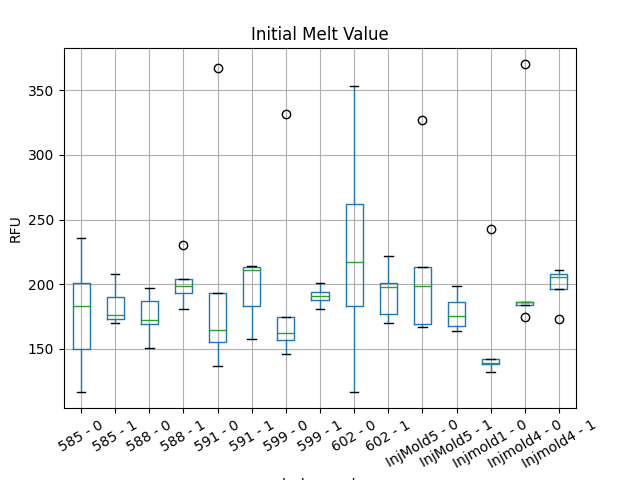 Initial Melt Value
RFU
350
300
250
200
150
585 - 0
585 - 1
588 - 0
588 - 1
591 - 0
591 - 1
599 - 0
599 - 1
602 - 0
602 - 1
InjMold5 - 0
InjMold5 - 1
Injmold1 - 0
Injmold4 - 0
Injmold4 - 1